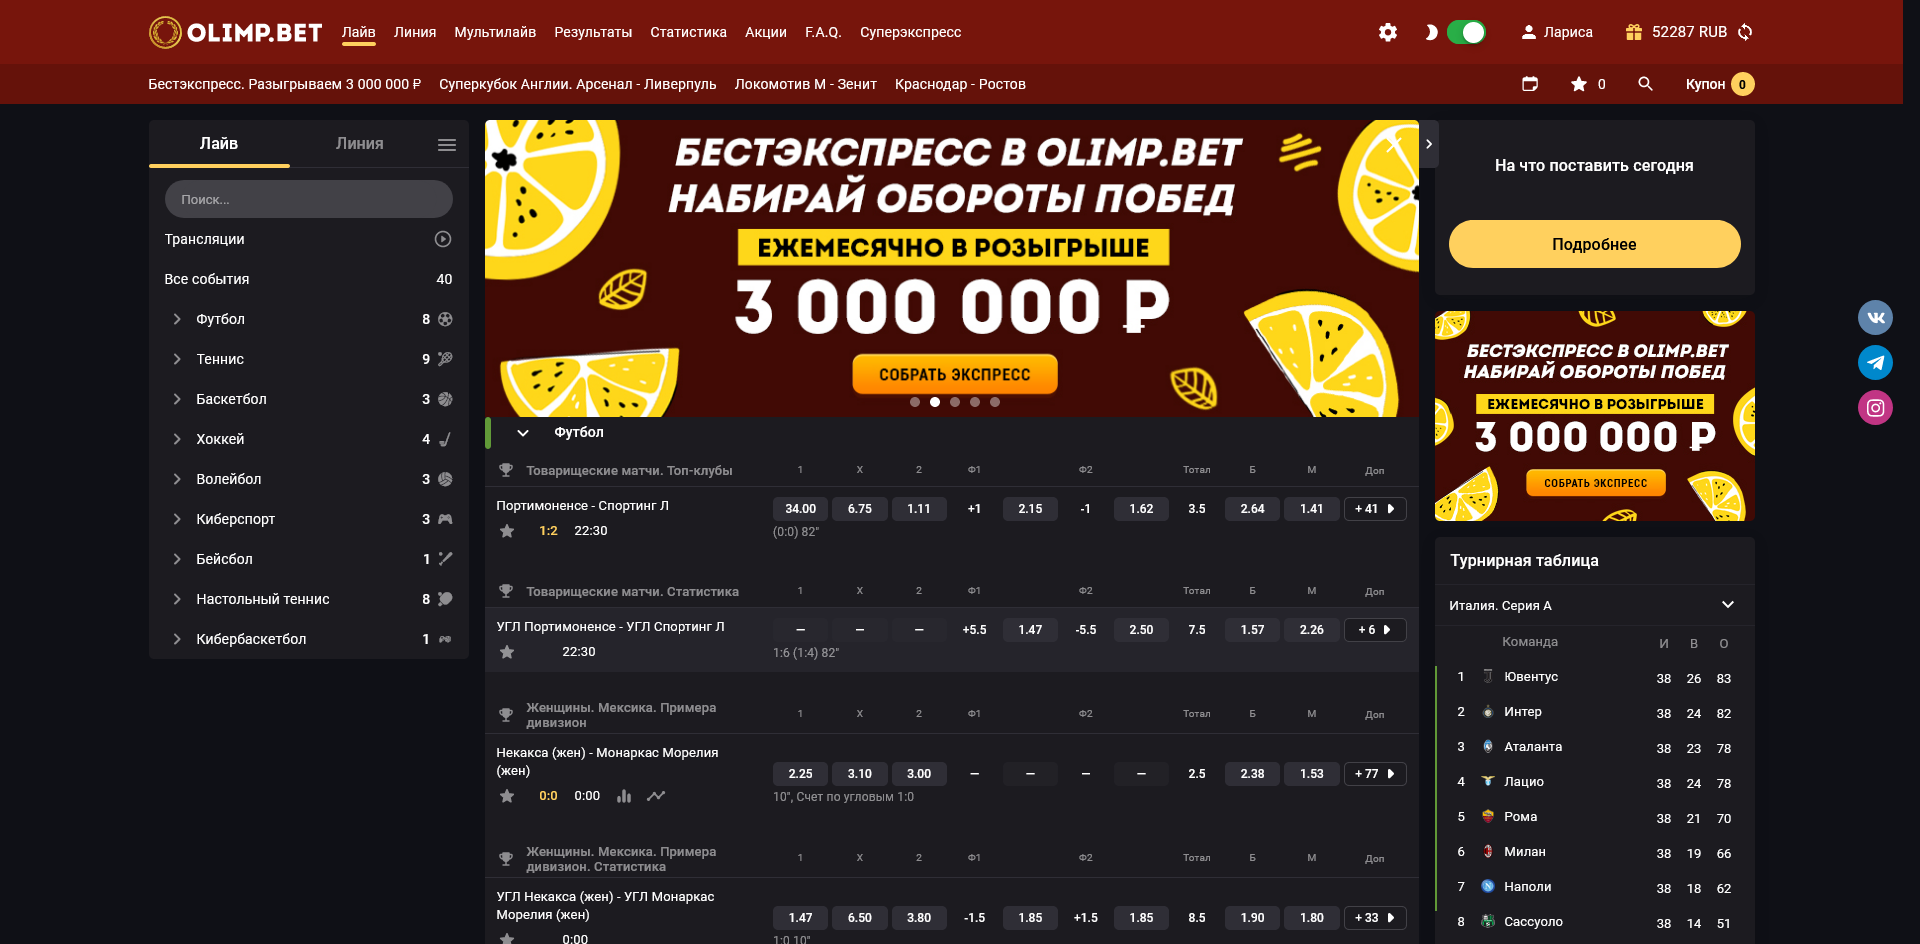 OLIMP.BET Лайв Линия Мультилайв Результаты Статистика Акции F.A.Q. Суперэкспресс Лариса 52287 RUB
Бестэкспресс. Разыгрываем 3 000 000 ₽ Суперкубок Англии. Арсенал - Ливерпуль Локомотив М - Зенит Краснодар - Ростов 0 Купон 0
Лайв Линия
Поиск...
Трансляции
Все события 40
Футбол 8
Теннис 9
Баскетбол 3
Хоккей 4
Волейбол 3
Киберспорт 3
Бейсбол 1
Настольный теннис 8
Кибербаскетбол 1
БЕСТЭКСПРЕСС В OLIMP.BET
НАБИРАЙ ОБОРОТЫ ПОБЕД
ЕЖЕМЕСЯЧНО В РОЗЫГРЫШЕ
3 000 000 ₽
СОБРАТЬ ЭКСПРЕСС
Футбол
Товарищеские матчи. Топ-клубы 1 X 2 Ф1 Ф2 Тотал Б М Доп
Портимоненсе - Спортинг Л 34.00 6.75 1.11 +1 2.15 -1 1.62 3.5 2.64 1.41 + 41
1:2 22:30 (0:0) 82"
Товарищеские матчи. Статистика 1 X 2 Ф1 Ф2 Тотал Б М Доп
УГЛ Портимоненсе - УГЛ Спортинг Л – – – +5.5 1.47 -5.5 2.50 7.5 1.57 2.26 + 6
22:30 1:6 (1:4) 82"
Женщины. Мексика. Примера
дивизион 1 X 2 Ф1 Ф2 Тотал Б М Доп
Некакса (жен) - Монаркас Морелия
(жен) 2.25 3.10 3.00 – – – – 2.5 2.38 1.53 + 77
0:0 0:00 10", Счет по угловым 1:0
Женщины. Мексика. Примера
дивизион. Статистика 1 X 2 Ф1 Ф2 Тотал Б М Доп
УГЛ Некакса (жен) - УГЛ Монаркас
Морелия (жен) 1.47 6.50 3.80 -1.5 1.85 +1.5 1.85 8.5 1.90 1.80 + 33
0:00 1:0 10"
На что поставить сегодня
Подробнее
БЕСТЭКСПРЕСС В OLIMP.BET
НАБИРАЙ ОБОРОТЫ ПОБЕД
ЕЖЕМЕСЯЧНО В РОЗЫГРЫШЕ
3 000 000 ₽
СОБРАТЬ ЭКСПРЕСС
Турнирная таблица
Италия. Серия А
Команда И В О
1 Ювентус 38 26 83
2 Интер 38 24 82
3 Аталанта 38 23 78
4 Лацио 38 24 78
5 Рома 38 21 70
6 Милан 38 19 66
7 Наполи 38 18 62
8 Сассуоло 38 14 51